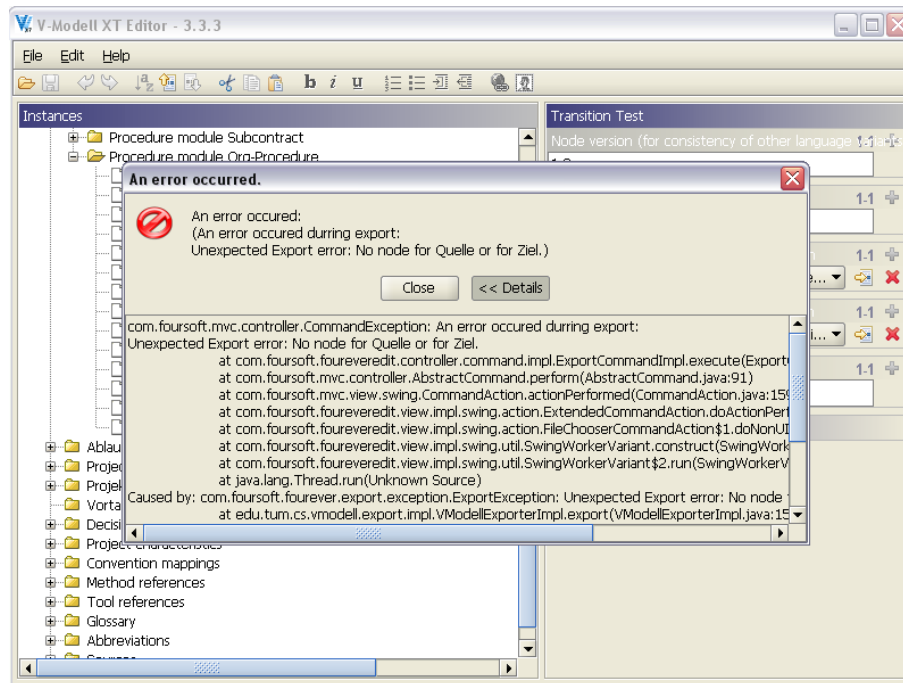 V-Modell XT Editor - 3.3.3
File Edit Help
b i u
Instances
Transition Test
Procedure module Subcontract
Node version (for consistency of other language
1-1
Procedure module Org-Procedure
An error occurred.
An error occured:
(An error occured durring export:
Unexpected Export error: No node for Quelle or for Ziel.)
1-1
1-1
Close
<< Details
1-1
1-1
com.foursoft.mvc.controller.CommandException: An error occured durring export:
Unexpected Export error: No node for Quelle or for Ziel.
at com.foursoft.foureveredit.controller.command.impl.ExportCommandImpl.execute(Export
at com.foursoft.mvc.controller.AbstractCommand.perform(AbstractCommand.java:91)
at com.foursoft.mvc.view.swing.CommandAction.actionPerformed(CommandAction.java:159
at com.foursoft.foureveredit.view.impl.swing.action.ExtendedCommandAction.doActionPerf
at com.foursoft.foureveredit.view.impl.swing.action.FileChooserCommandAction$1.doNonUI
at com.foursoft.foureveredit.view.impl.swing.util.SwingWorkerVariant.construct(SwingWork
at com.foursoft.foureveredit.view.impl.swing.util.SwingWorkerVariant$2.run(SwingWorkerV
at java.lang.Thread.run(Unknown Source)
Caused by: com.foursoft.fourever.export.exception.ExportException: Unexpected Export error: No node
at edu.tum.cs.vmodell.export.impl.VModellExporterImpl.export(VModellExporterImpl.java:15
Ablau
Projec
Projek
Vorta
Decisi
Project characteristics
Convention mappings
Method references
Tool references
Glossary
Abbreviations